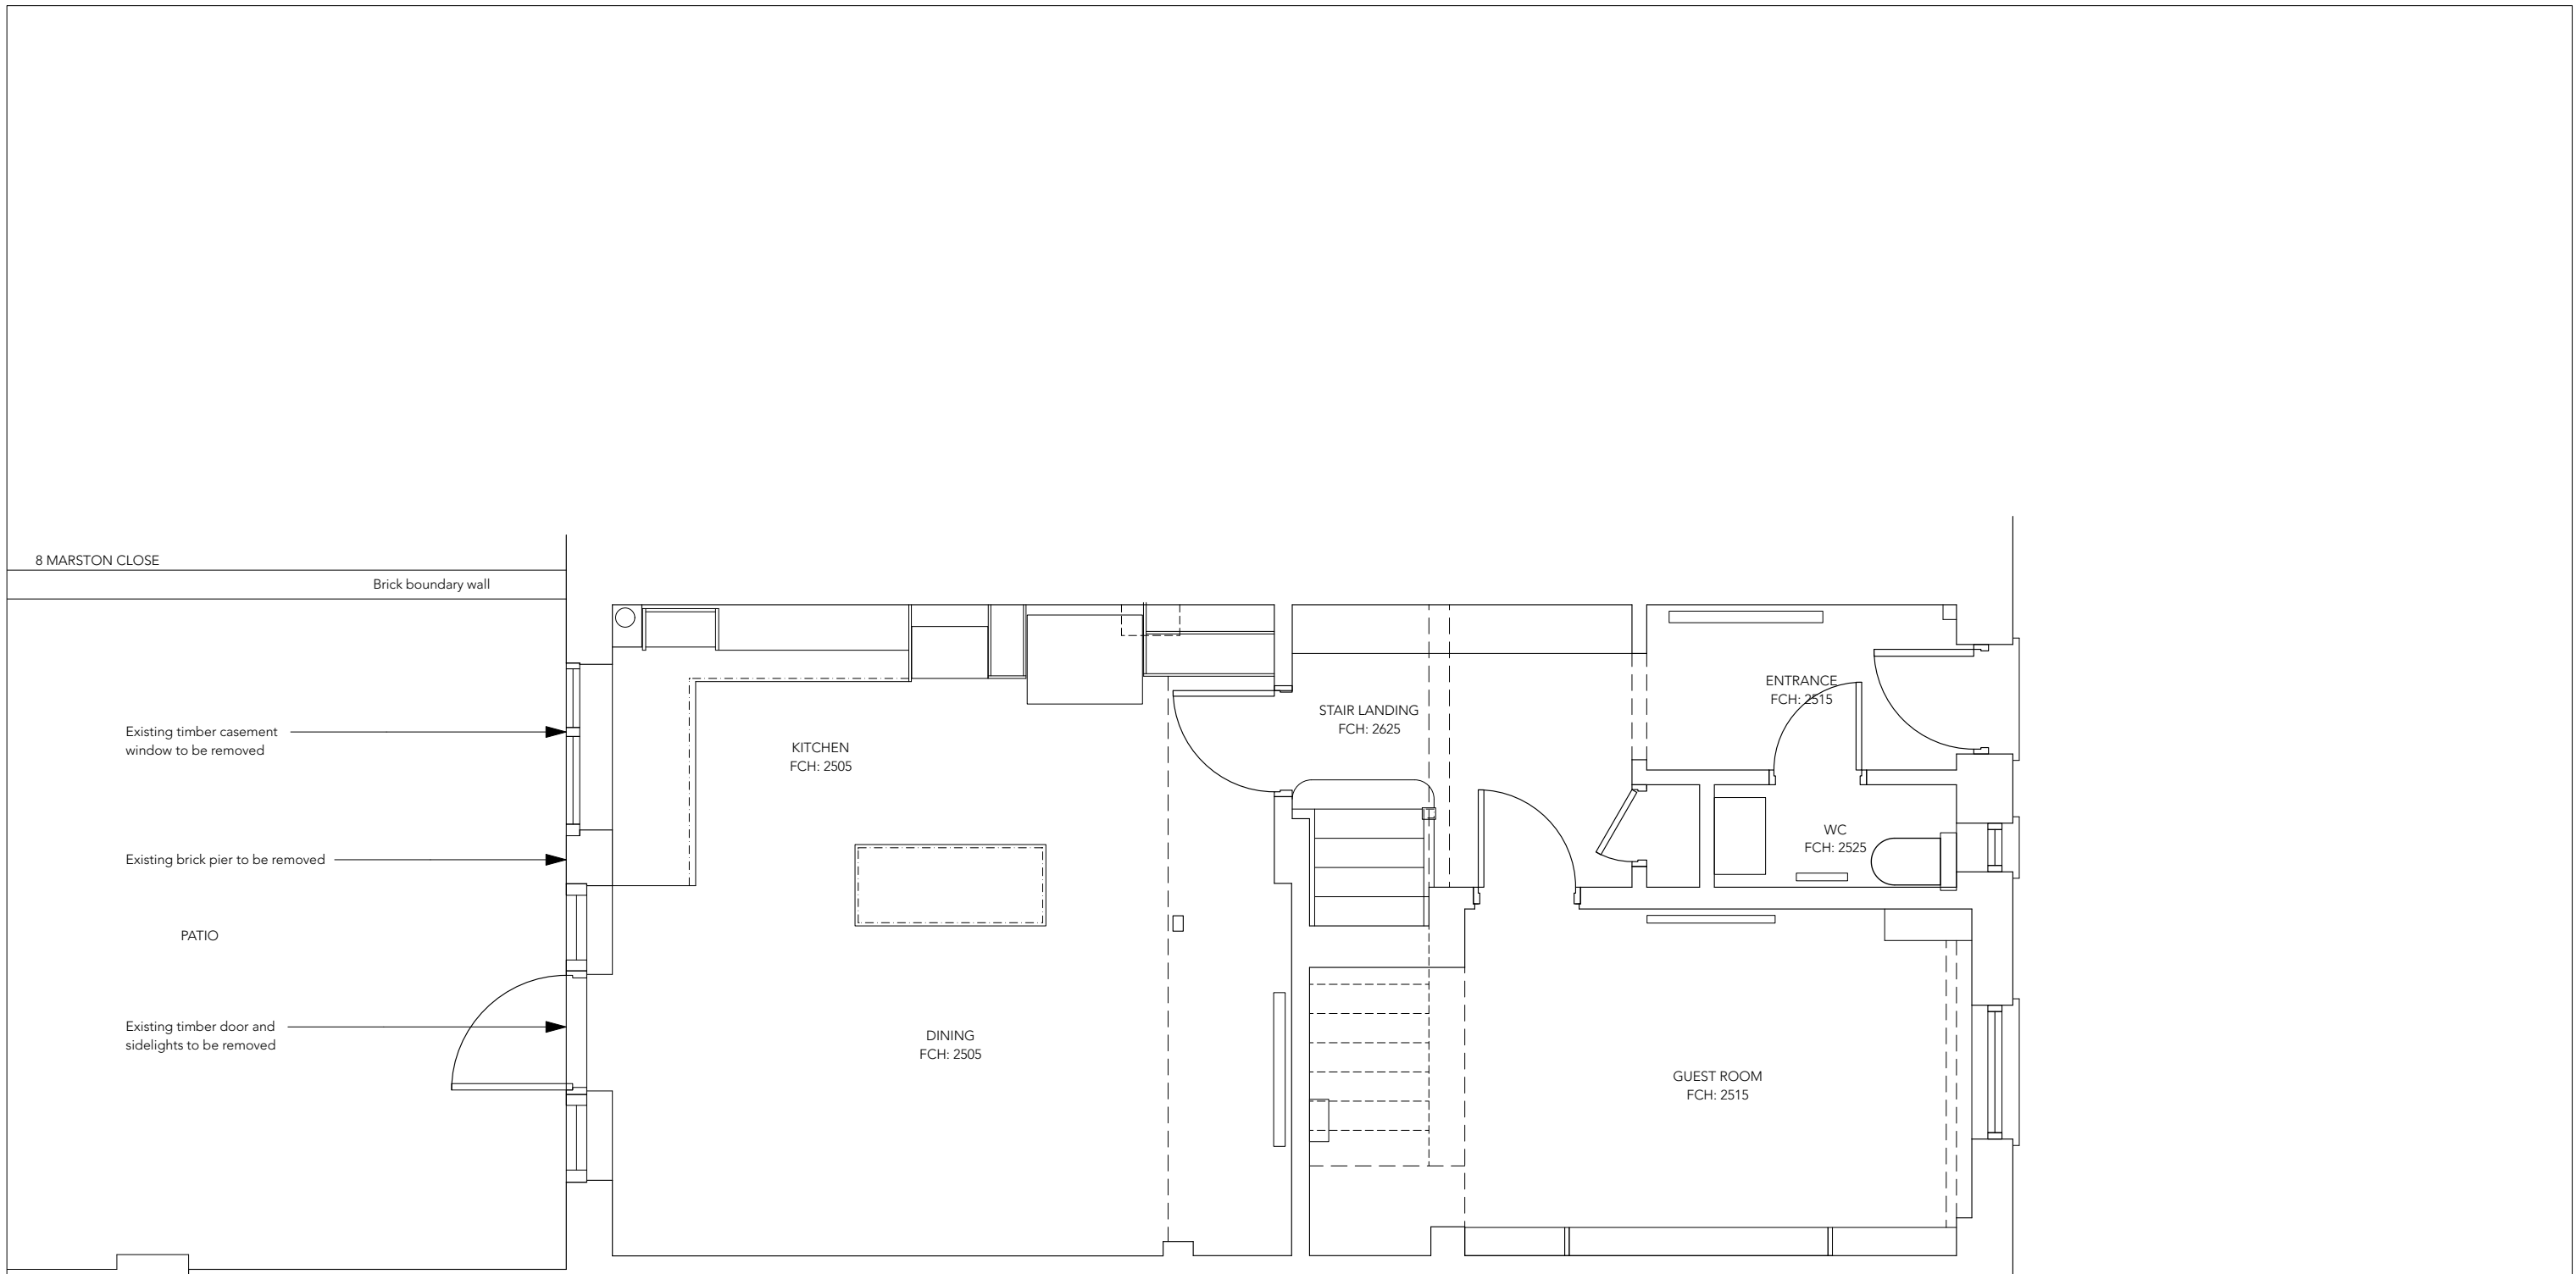 8 MARSTON CLOSE
Brick boundary wall
ENTRANCE
FCH: 2515
STAIR LANDING
FCH: 2625
Existing timber casement
window to be removed
KITCHEN
FCH: 2505
WC
FCH: 2525
Existing brick pier to be removed
PATIO
Existing timber door and
sidelights to be removed
DINING
FCH: 2505
GUEST ROOM
FCH: 2515